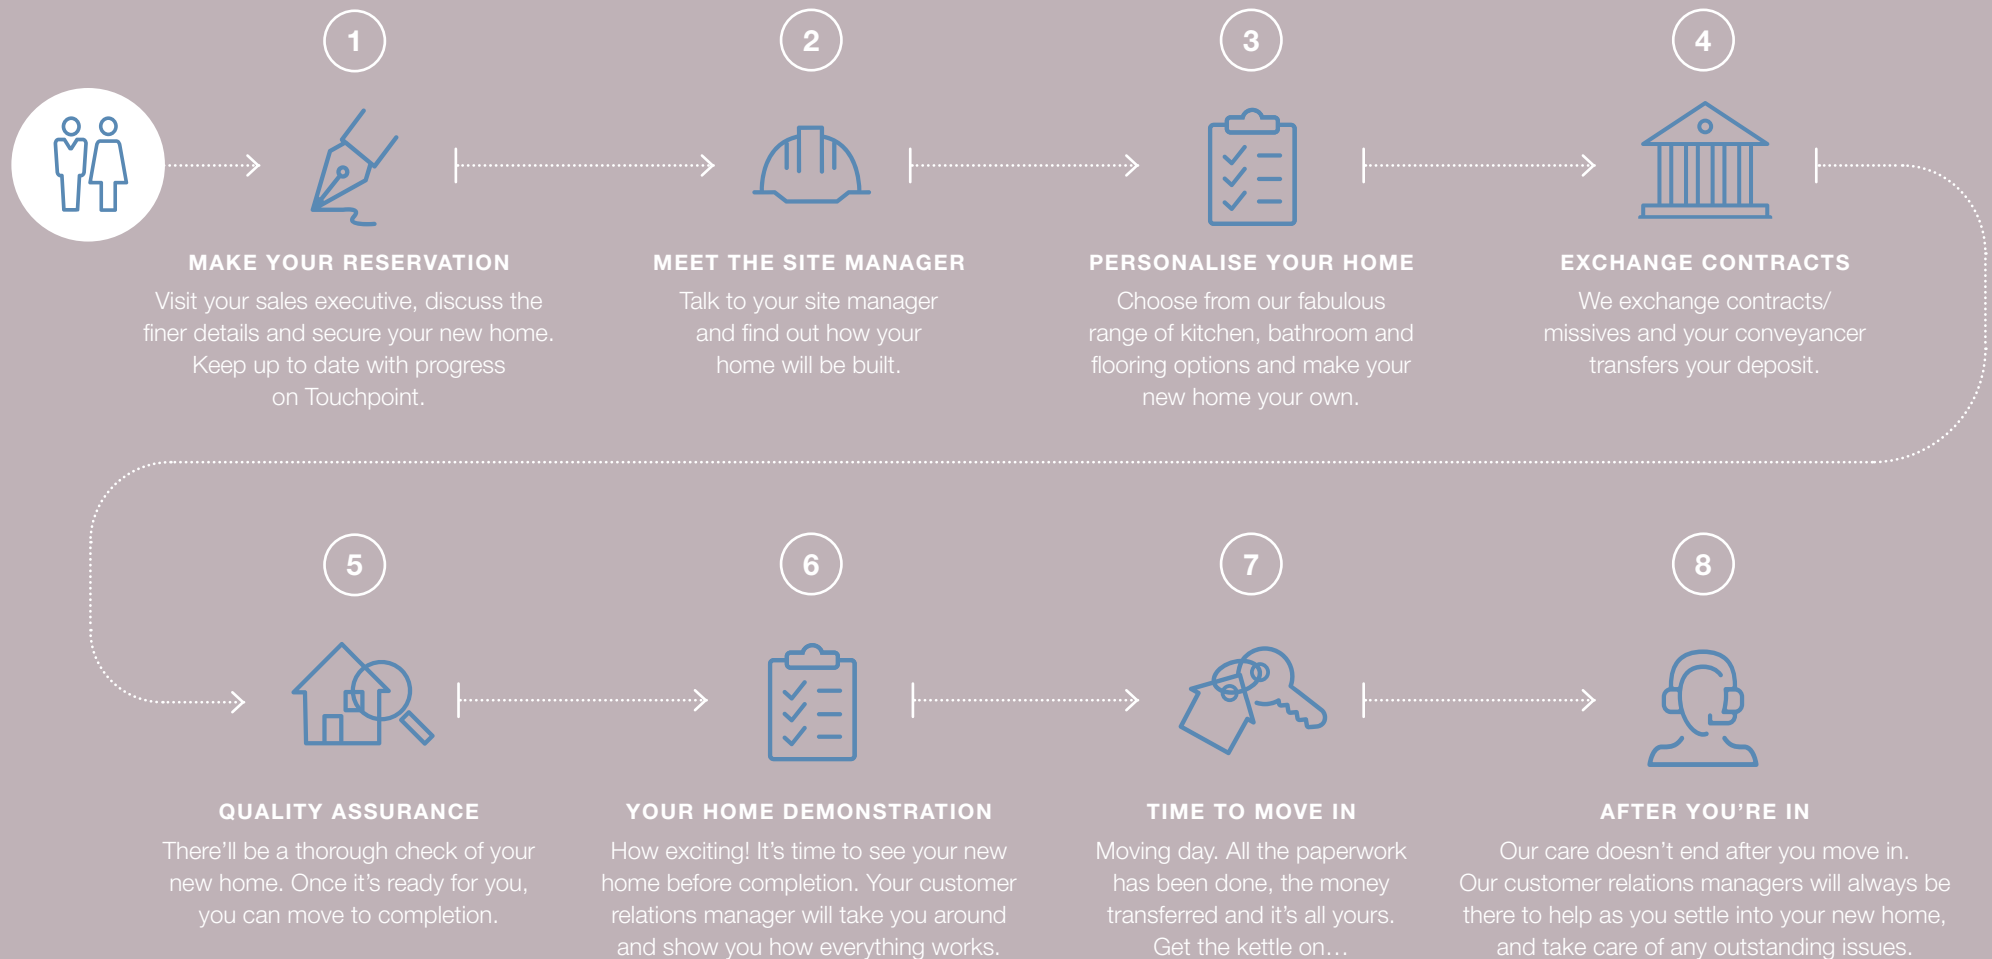 1
MAKE YOUR RESERVATION
Visit your sales executive, discuss the
finer details and secure your new home.
Keep up to date with progress
on Touchpoint.
2
MEET THE SITE MANAGER
Talk to your site manager
and find out how your
home will be built.
3
PERSONALISE YOUR HOME
Choose from our fabulous
range of kitchen, bathroom and
flooring options and make your
new home your own.
4
EXCHANGE CONTRACTS
We exchange contracts/
missives and your conveyancer
transfers your deposit.
5
QUALITY ASSURANCE
There’ll be a thorough check of your
new home. Once it’s ready for you,
you can move to completion.
6
YOUR HOME DEMONSTRATION
How exciting! It’s time to see your new
home before completion. Your customer
relations manager will take you around
and show you how everything works.
7
TIME TO MOVE IN
Moving day. All the paperwork
has been done, the money
transferred and it’s all yours.
Get the kettle on…
8
AFTER YOU’RE IN
Our care doesn’t end after you move in.
Our customer relations managers will always be
there to help as you settle into your new home,
and take care of any outstanding issues.